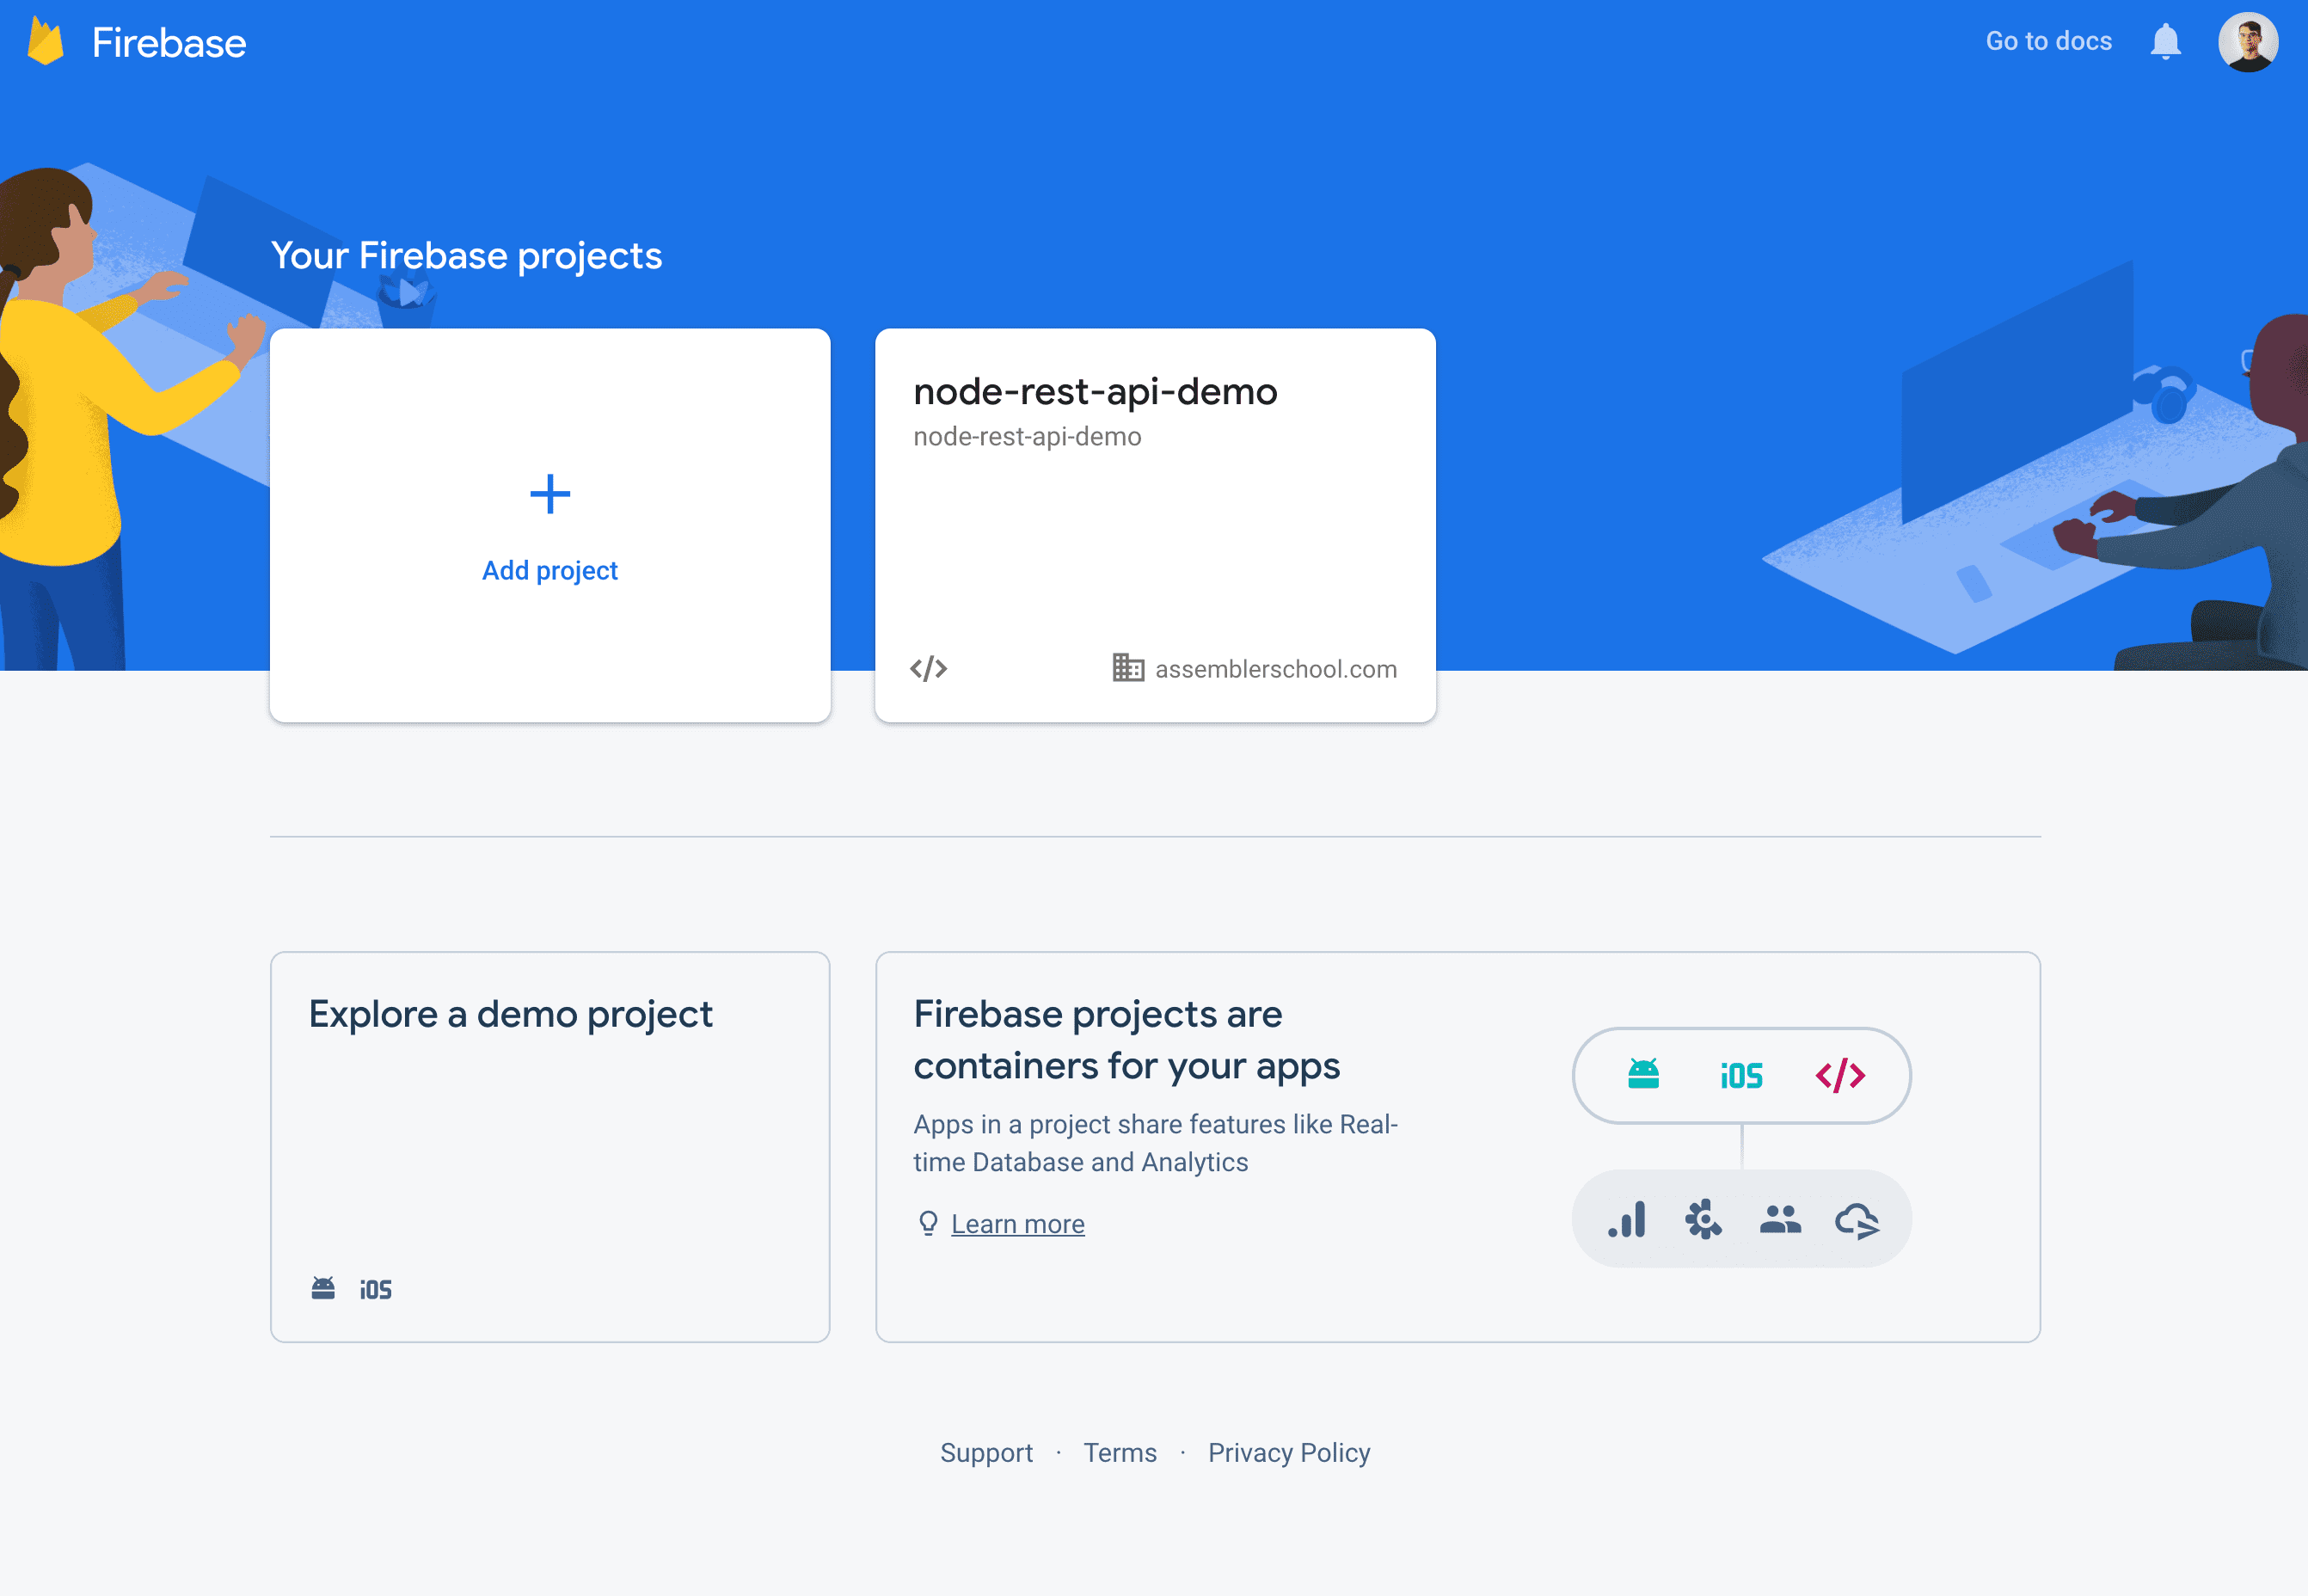 Firebase
Go to docs
Your Firebase projects
Add project
node-rest-api-demo
node-rest-api-demo
assemblerschool.com
Explore a demo project
iOS
Firebase projects are
containers for your apps
Apps in a project share features like Real-
time Database and Analytics
Learn more
iOS
Support · Terms · Privacy Policy